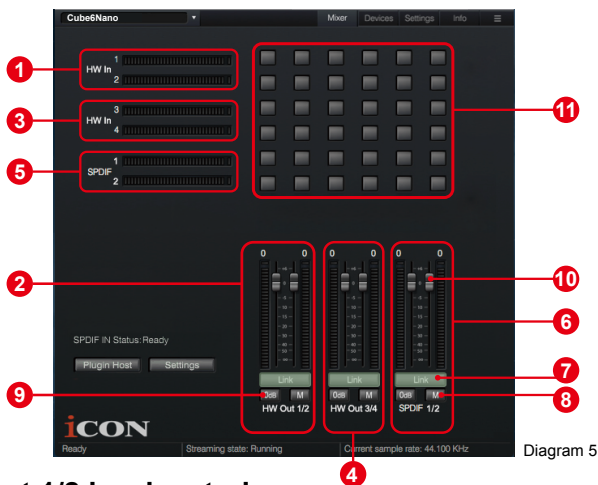 Cube6Nano
Mixer Devices Settings Info
1
HW In 1
2
3
HW In 3
4
5
SPDIF 1
2
11
0 0 0 0 0 0
2
10
6
SPDIF IN Status: Ready
Plugin Host Settings
Link Link Link
7
9
0dB M 0dB M 0dB M
8
HW Out 1/2 HW Out 3/4 SPDIF 1/2
iCON
Ready Streaming state: Running Current sample rate: 44.100 KHz
Diagram 5
4